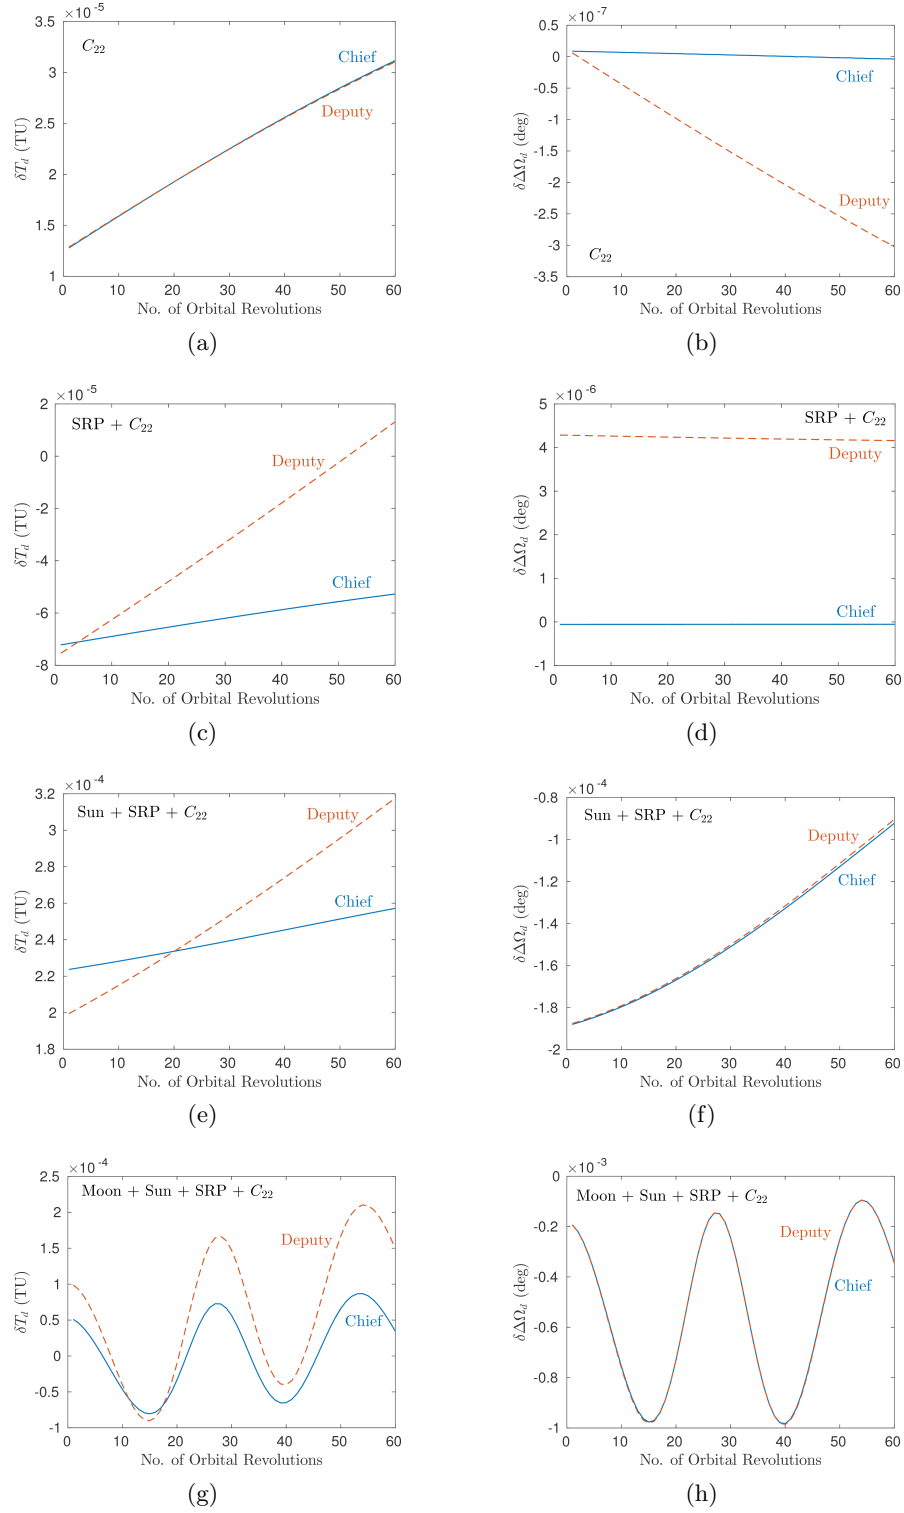 ×10⁻⁵
3.5
3
2.5
2
1.5
1
δT_d (TU)
C₂₂
Chief
Deputy
0 10 20 30 40 50 60
No. of Orbital Revolutions
(a)
×10⁻⁷
0.5
0
-0.5
-1
-1.5
-2
-2.5
-3
-3.5
δΔΩ_d (deg)
Chief
Deputy
C₂₂
0 10 20 30 40 50 60
No. of Orbital Revolutions
(b)
×10⁻⁵
2
0
-2
-4
-6
-8
δT_d (TU)
SRP + C₂₂
Deputy
Chief
0 10 20 30 40 50 60
No. of Orbital Revolutions
(c)
×10⁻⁶
5
4
3
2
1
0
-1
δΔΩ_d (deg)
SRP + C₂₂
Deputy
Chief
0 10 20 30 40 50 60
No. of Orbital Revolutions
(d)
×10⁻⁴
3.2
3
2.8
2.6
2.4
2.2
2
1.8
δT_d (TU)
Sun + SRP + C₂₂
Deputy
Chief
0 10 20 30 40 50 60
No. of Orbital Revolutions
(e)
×10⁻⁴
-0.8
-1
-1.2
-1.4
-1.6
-1.8
-2
δΔΩ_d (deg)
Sun + SRP + C₂₂
Deputy
Chief
0 10 20 30 40 50 60
No. of Orbital Revolutions
(f)
×10⁻⁴
2.5
2
1.5
1
0.5
0
-0.5
-1
δT_d (TU)
Moon + Sun + SRP + C₂₂
Deputy
Chief
0 10 20 30 40 50 60
No. of Orbital Revolutions
(g)
×10⁻³
0
-0.2
-0.4
-0.6
-0.8
-1
δΔΩ_d (deg)
Moon + Sun + SRP + C₂₂
Deputy
Chief
0 10 20 30 40 50 60
No. of Orbital Revolutions
(h)